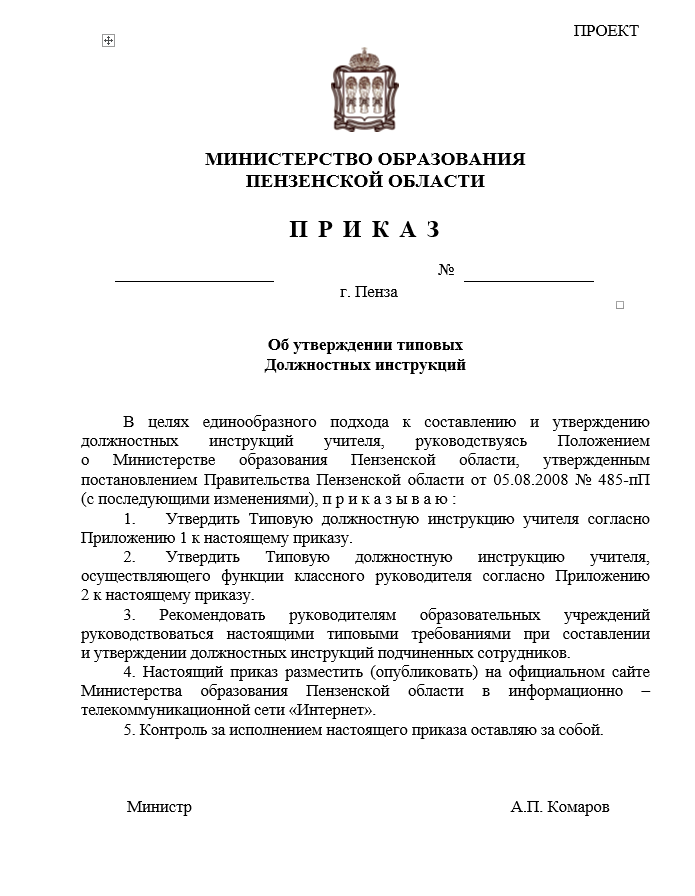 ПРОЕКТ
МИНИСТЕРСТВО ОБРАЗОВАНИЯ
ПЕНЗЕНСКОЙ ОБЛАСТИ
П Р И К А З
№
г. Пенза
Об утверждении типовых
Должностных инструкций
В целях единообразного подхода к составлению и утверждению
должностных инструкций учителя, руководствуясь Положением
о Министерстве образования Пензенской области, утвержденным
постановлением Правительства Пензенской области от 05.08.2008 № 485-пП
(с последующими изменениями), п р и к а з ы в а ю :
1. Утвердить Типовую должностную инструкцию учителя согласно
Приложению 1 к настоящему приказу.
2. Утвердить Типовую должностную инструкцию учителя,
осуществляющего функции классного руководителя согласно Приложению
2 к настоящему приказу.
3. Рекомендовать руководителям образовательных учреждений
руководствоваться настоящими типовыми требованиями при составлении
и утверждении должностных инструкций подчиненных сотрудников.
4. Настоящий приказ разместить (опубликовать) на официальном сайте
Министерства образования Пензенской области в информационно –
телекоммуникационной сети «Интернет».
5. Контроль за исполнением настоящего приказа оставляю за собой.
Министр А.П. Комаров